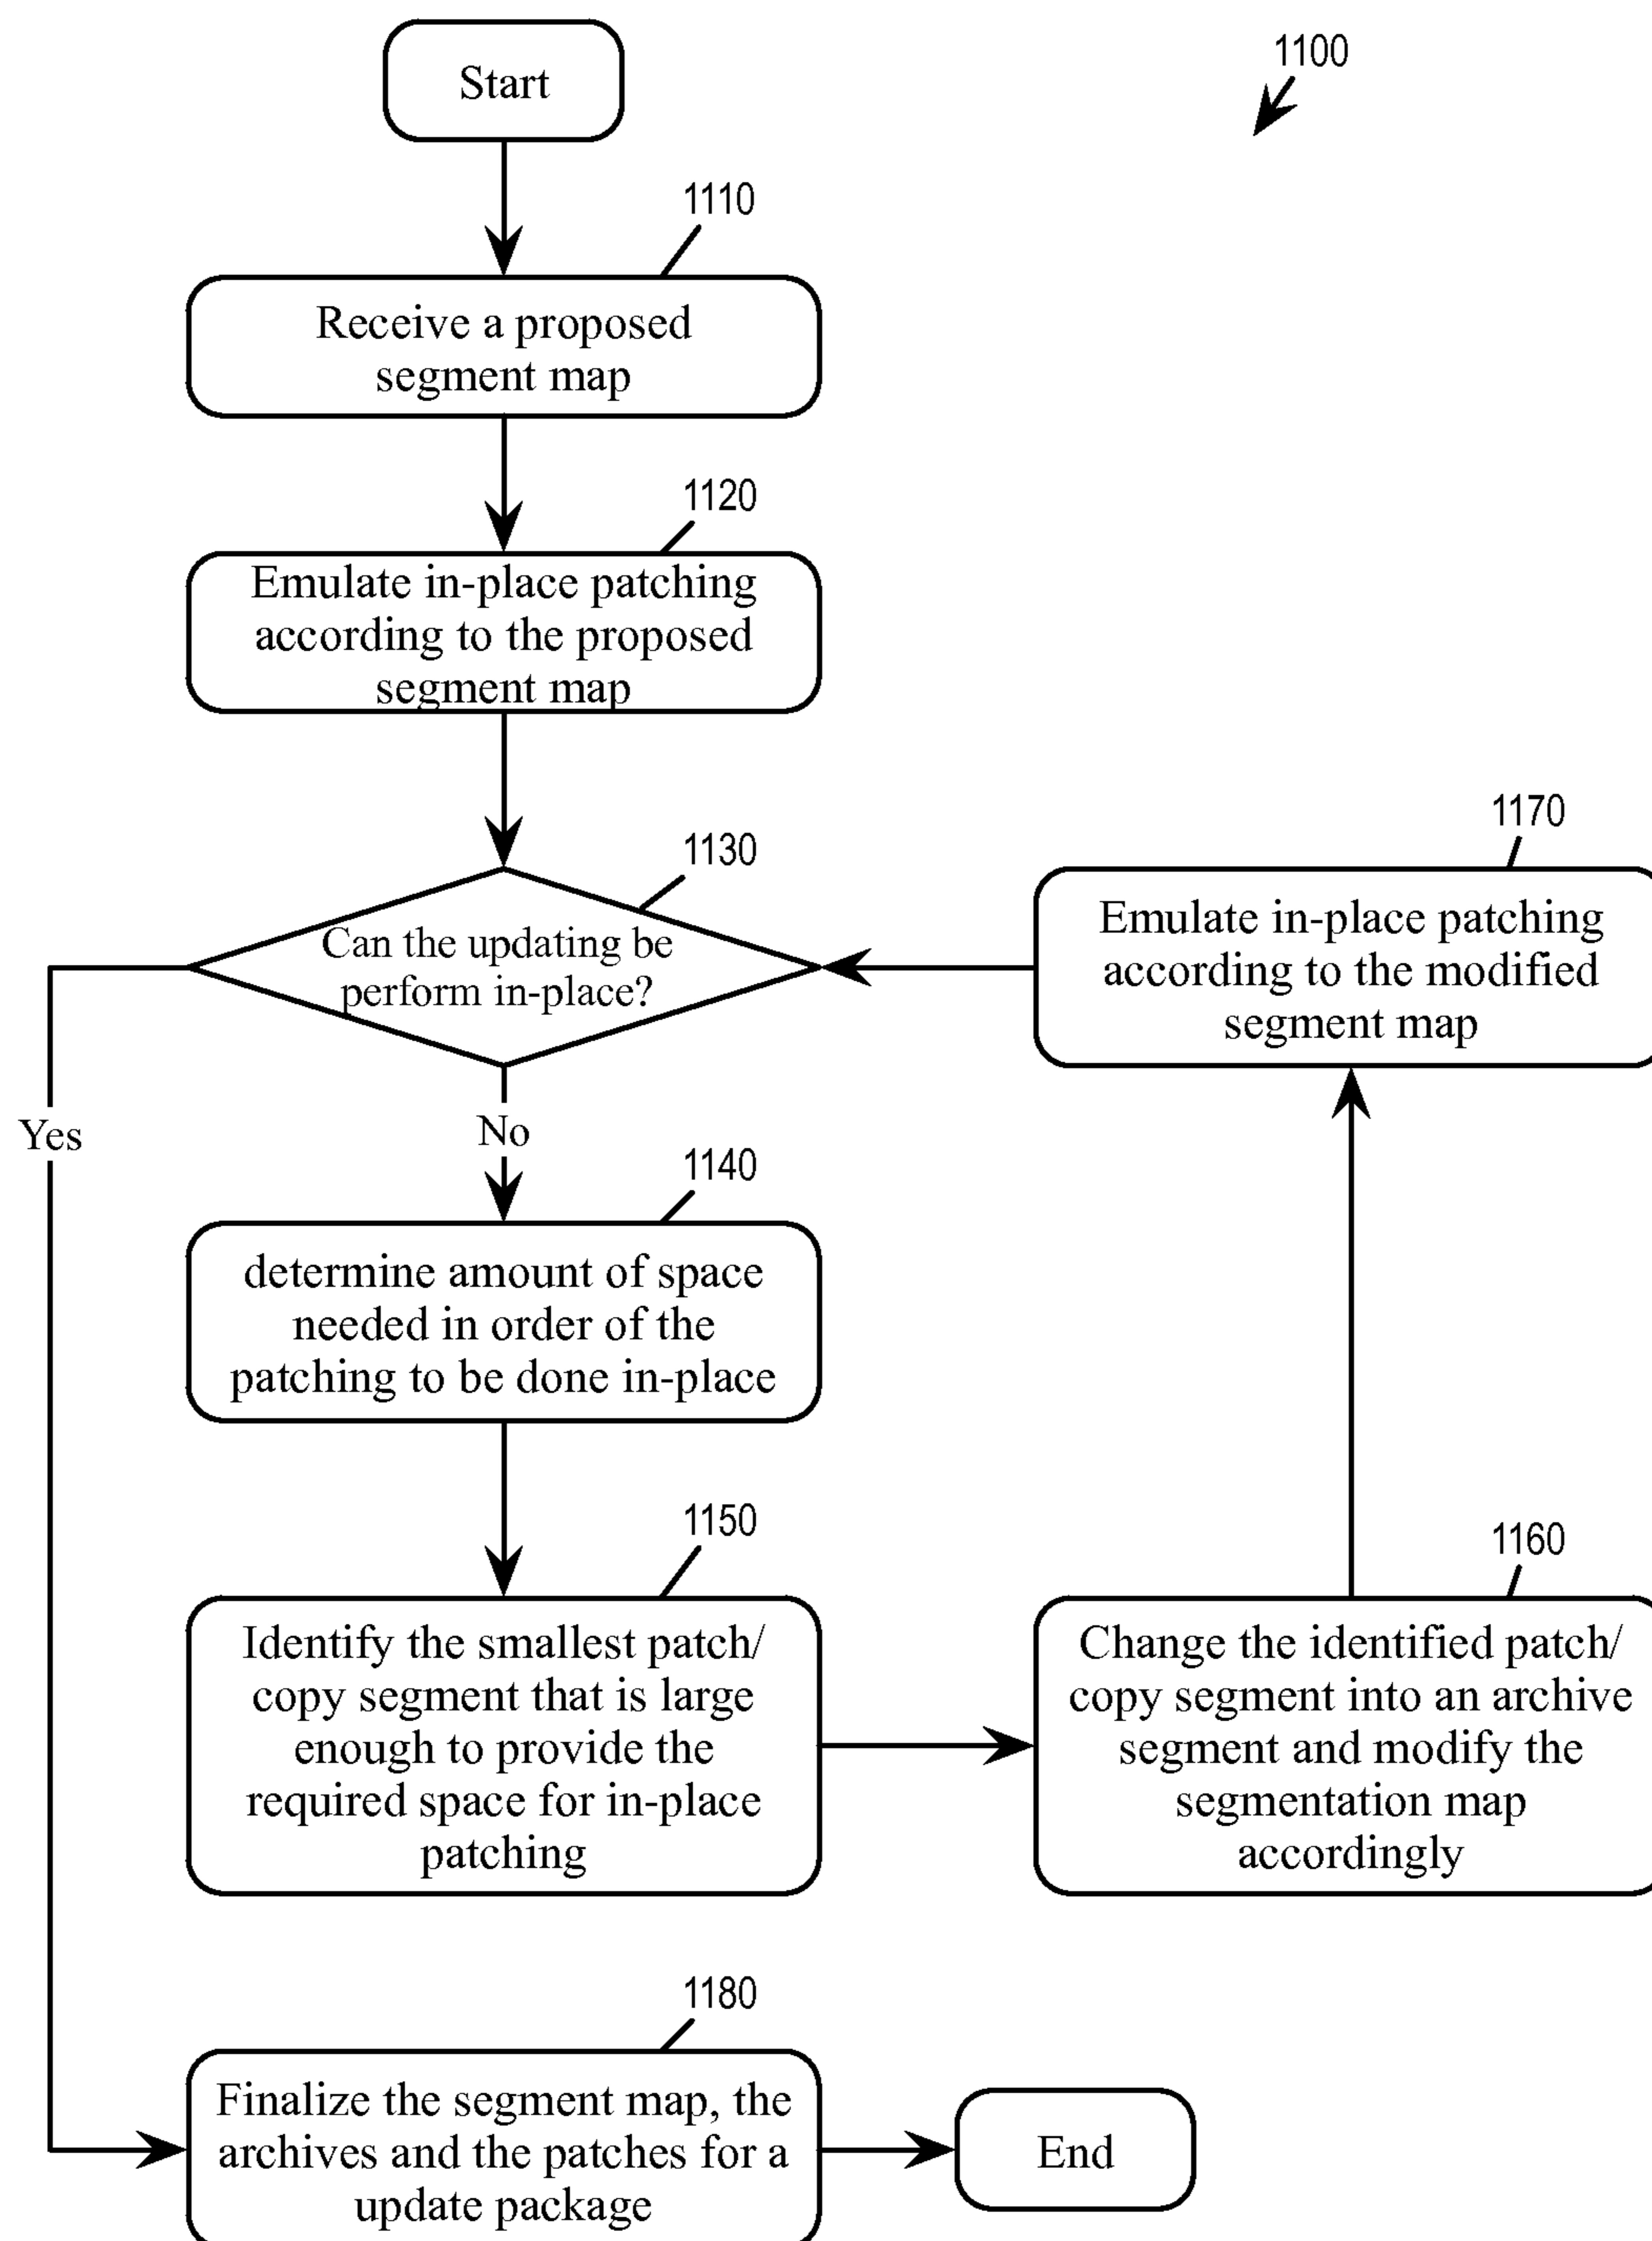 Start
1100
1110
Receive a proposed
segment map
1120
Emulate in-place patching
according to the proposed
segment map
1130
Can the updating be
perform in-place?
Yes
No
1140
determine amount of space
needed in order of the
patching to be done in-place
1150
Identify the smallest patch/
copy segment that is large
enough to provide the
required space for in-place
patching
1160
Change the identified patch/
copy segment into an archive
segment and modify the
segmentation map
accordingly
1170
Emulate in-place patching
according to the modified
segment map
1180
Finalize the segment map, the
archives and the patches for a
update package
End